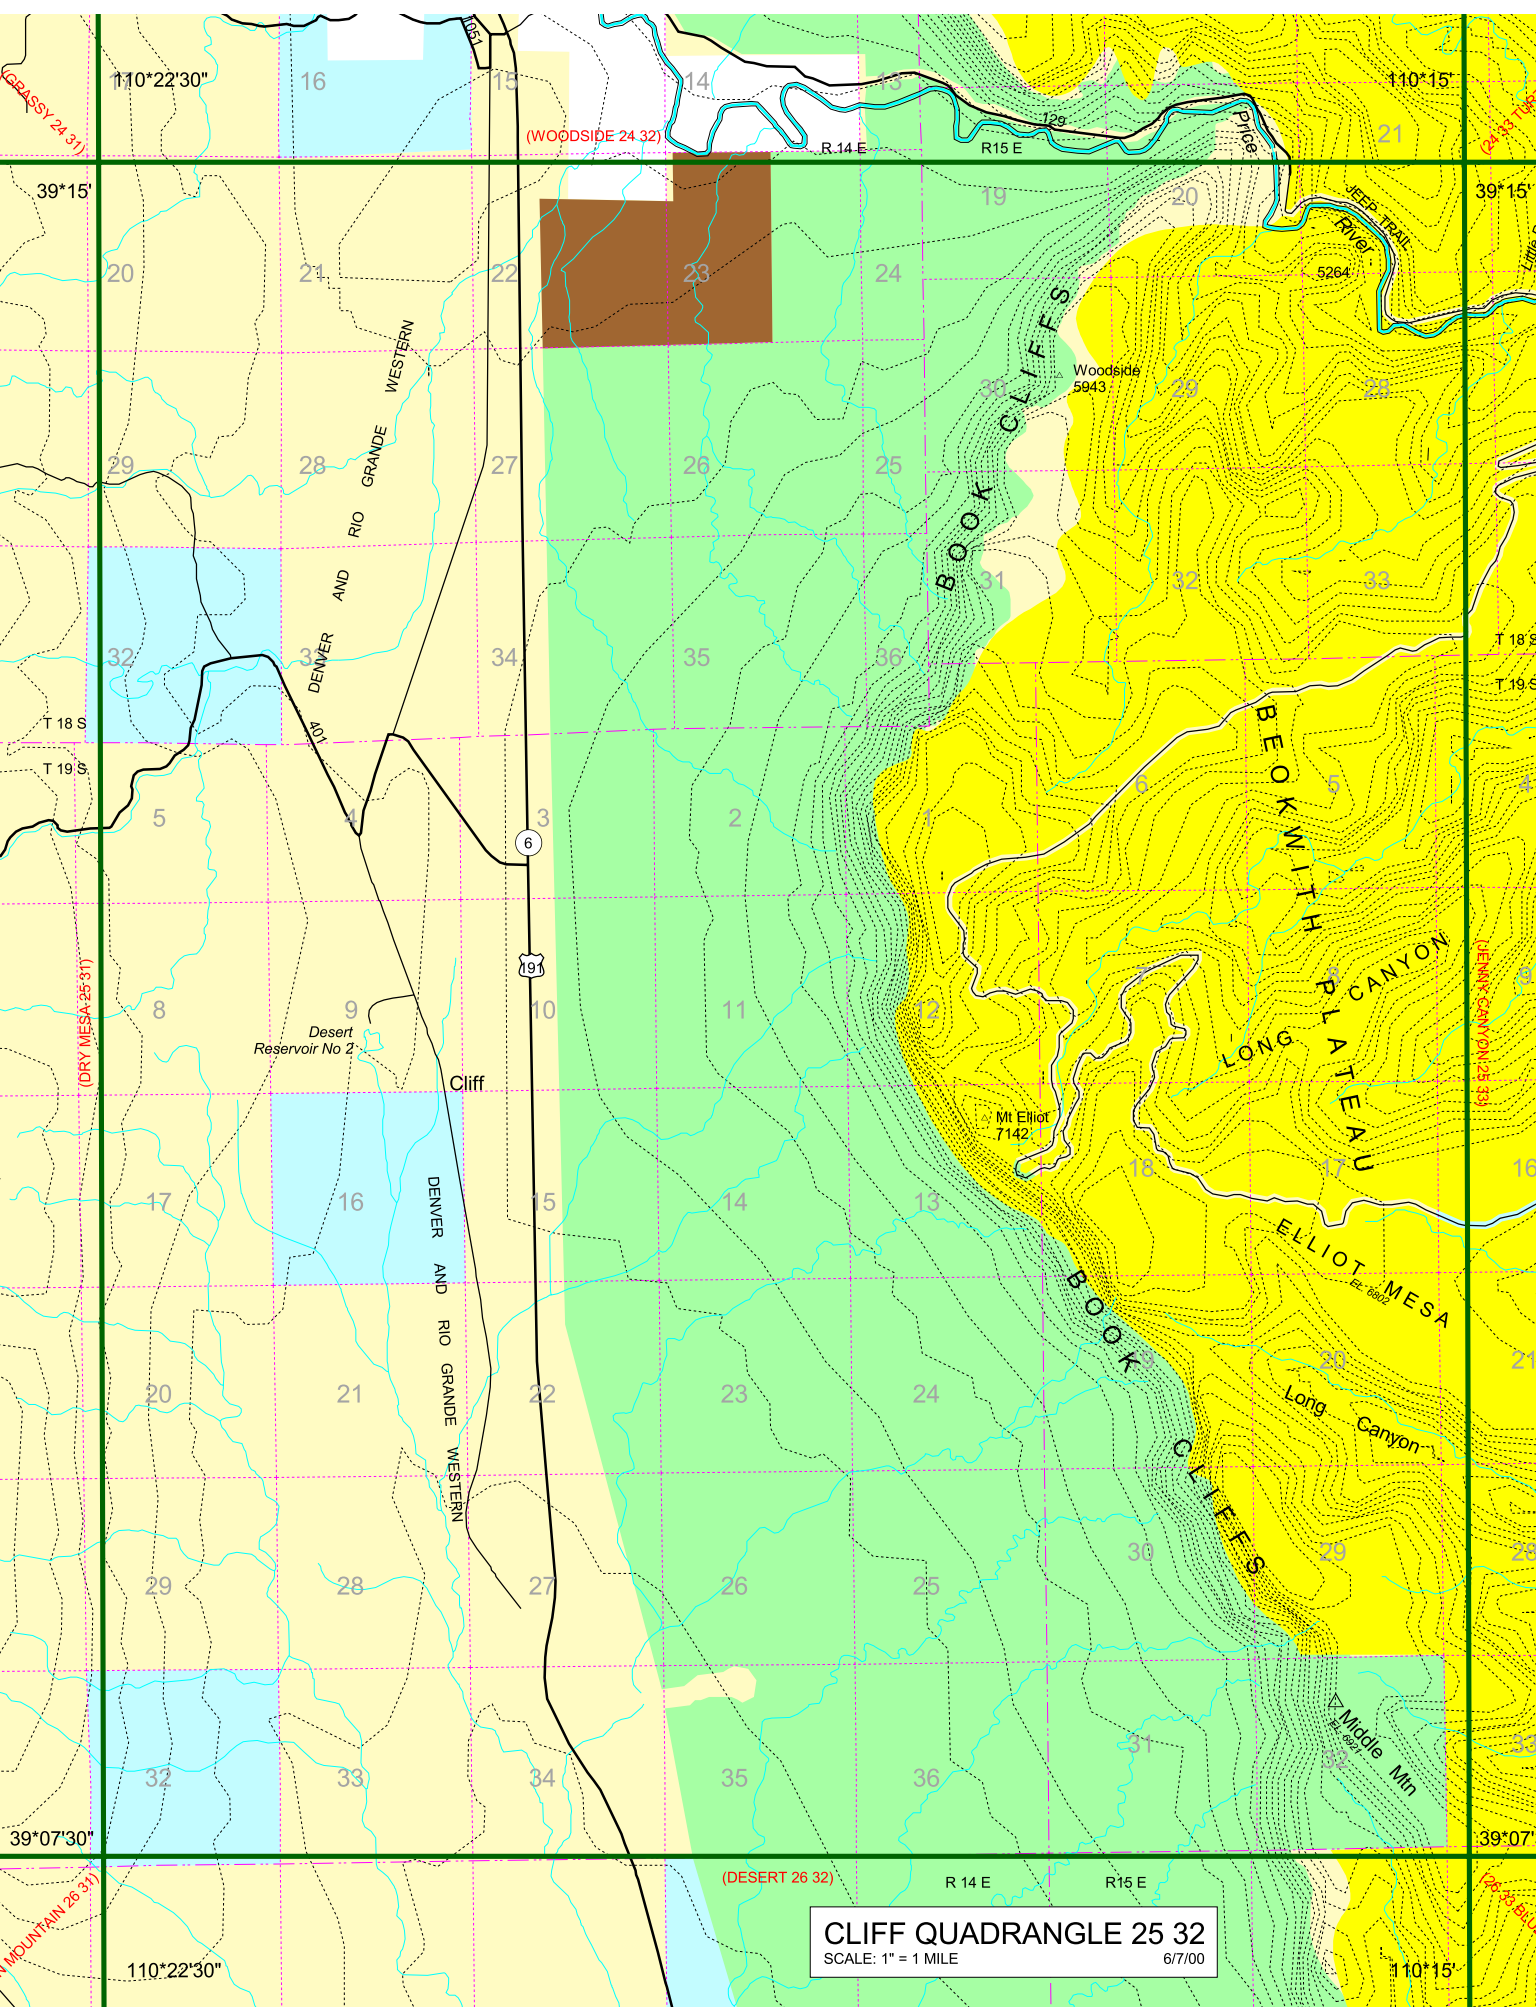 1051
110*22'30"
16
15
14
13
110*15'
(GRASSY 24 31)
(WOODSIDE 24 32)
129
Price
21
R 14 E
R15 E
39*15'
39*15'
19
20
JEEP TRAIL
River
5264
20
21
22
23
24
WESTERN
GRANDE
RIO
AND
DENVER
BOOK CLIFFS
Woodside
5943
30
29
28
29
28
27
26
25
31
32
33
32
33
34
35
36
T 18 S
T 19 S
T 18 S
T 19 S
401
BEOKWITH PLATEAU
5
4
3
2
1
6
5
4
6
191
(DRY MESA 25 31)
(JENNY CANYON 25 33)
8
9
10
11
12
7
8
9
LONG CANYON
Desert
Reservoir No 2
Cliff
Mt Elliot
7142
17
16
15
14
13
18
17
16
DENVER AND RIO GRANDE WESTERN
ELLIOT MESA
EL. 6802
BOOK CLIFFS
20
21
22
23
24
19
20
21
Long Canyon
29
28
27
26
25
30
29
28
32
33
34
35
36
31
32
33
Middle Mtn
EL. 6921
39*07'30"
39*07'
(DESERT 26 32)
R 14 E
R15 E
N MOUNTAIN 26 31)
CLIFF QUADRANGLE 25 32
SCALE: 1" = 1 MILE 6/7/00
110*22'30"
110*15'